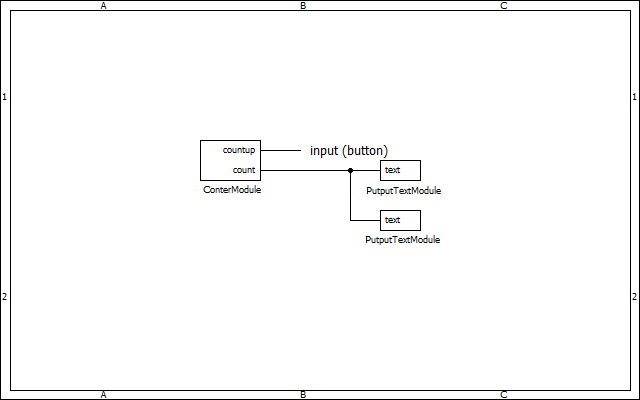 A B C
1 1
countup input (button)
count text
ConterModule PutputTextModule
text
PutputTextModule
2 2
A B C